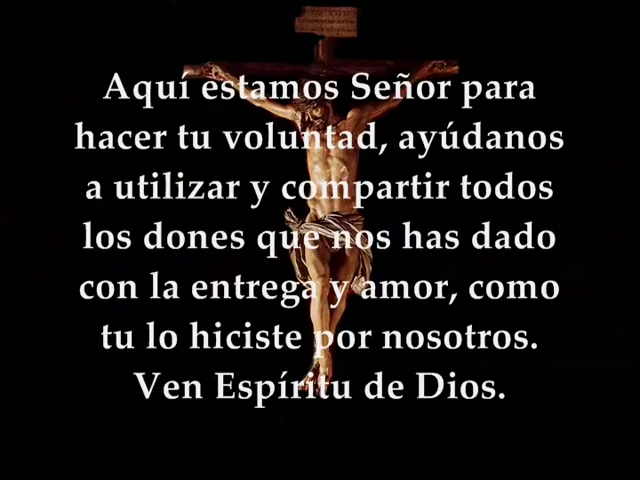 Aquí estamos Señor para
hacer tu voluntad, ayúdanos
a utilizar y compartir todos
los dones que nos has dado
con la entrega y amor, como
tu lo hiciste por nosotros.
Ven Espíritu de Dios.